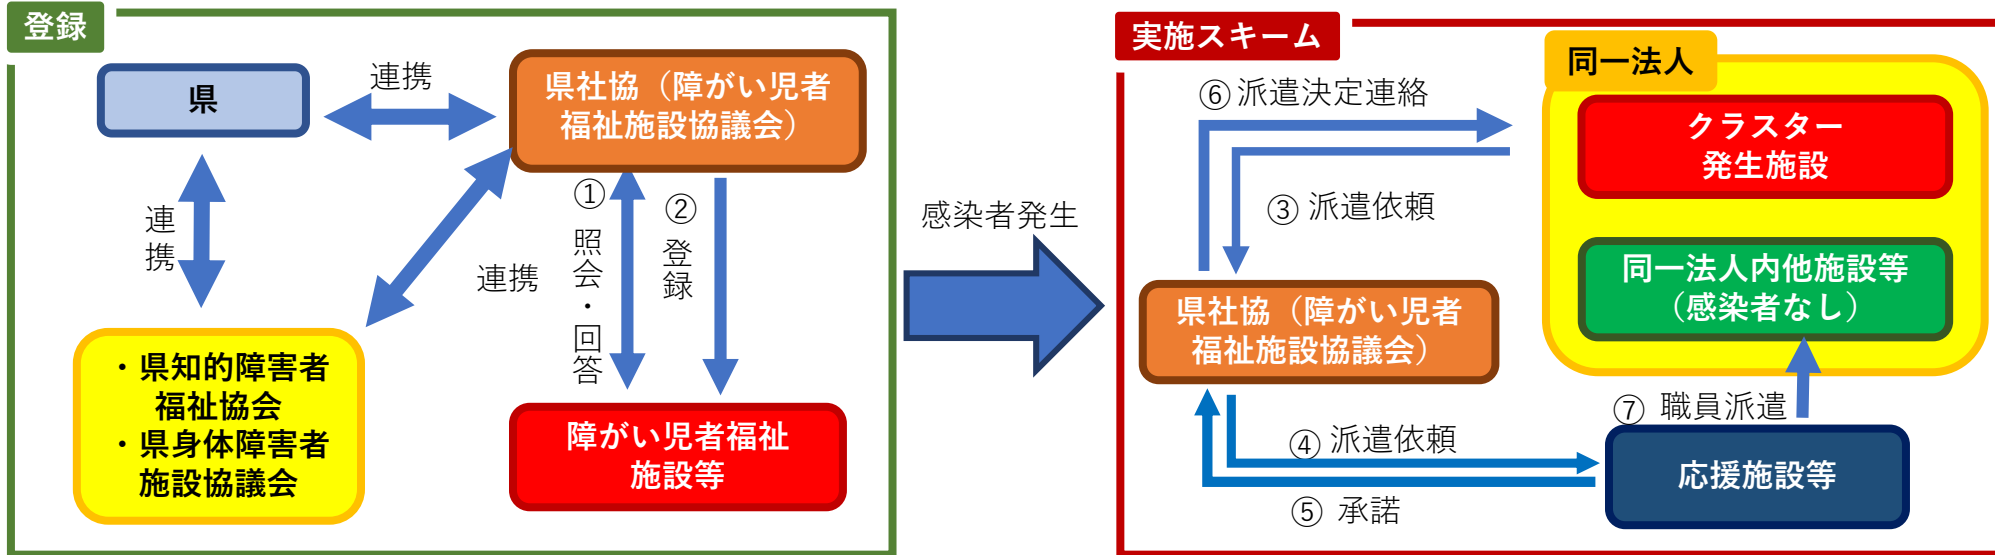 登録
県
連携
県社協（障がい児者
福祉施設協議会）
連
携
連携
①
照
会
・
回
答
②
登
録
・県知的障害者
福祉協会
・県身体障害者
施設協議会
障がい児者福祉
施設等
感染者発生
実施スキーム
同一法人
⑥派遣決定連絡
クラスター
発生施設
③派遣依頼
同一法人内他施設等
（感染者なし）
県社協（障がい児者
福祉施設協議会）
⑦ 職員派遣
④派遣依頼
応援施設等
⑤ 承諾